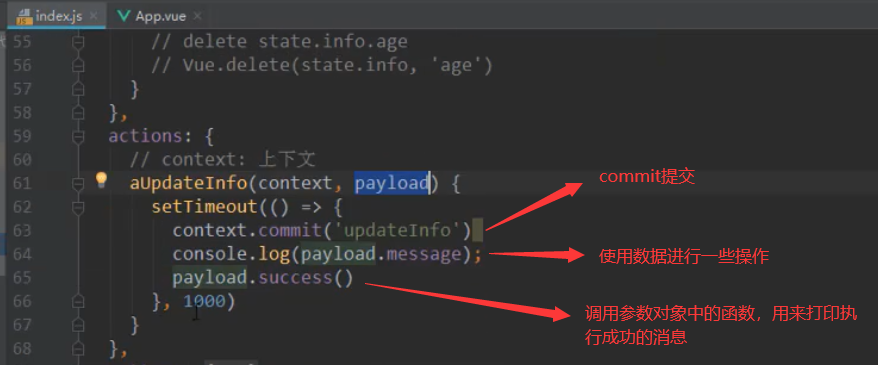 index.js × App.vue ×
55 // delete state.info.age
56 // Vue.delete(state.info, 'age')
57 }
58 },
59 actions: {
60 // context: 上下文
61 aUpdateInfo(context, payload) {
commit提交
62 setTimeout(() => {
63 context.commit('updateInfo')
64 console.log(payload.message);
使用数据进行一些操作
65 payload.success()
66 }, 1000)
调用参数对象中的函数，用来打印执
行成功的消息
67 }
68 },